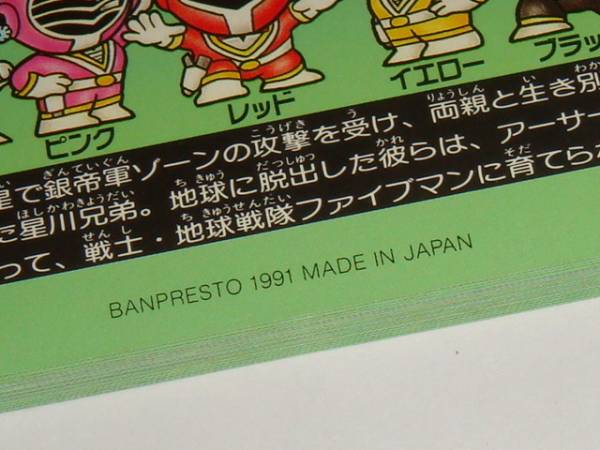 ピンク
レッド
イエロー
ブラッ
星で銀帝軍ゾーンの攻撃を受け、両親と生き別
た星川兄弟。地球に脱出した彼らは、アーサー
って、戦士・地球戦隊ファイブマンに育てら
BANPRESTO 1991 MADE IN JAPAN